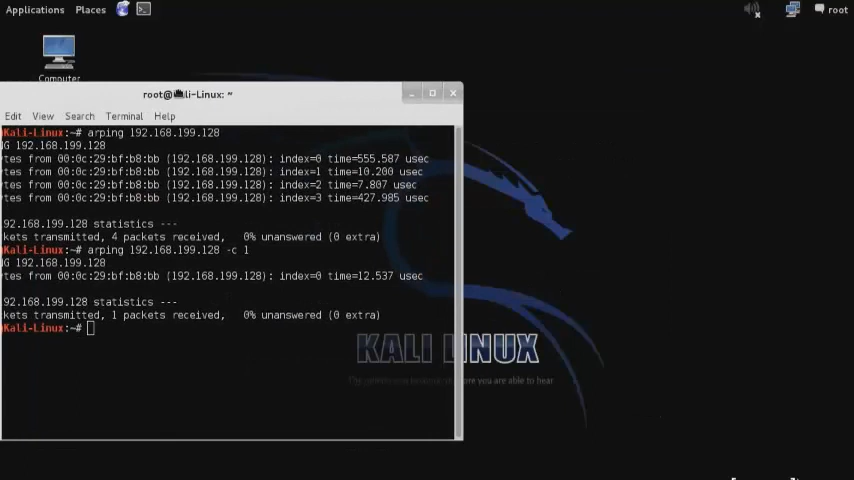 Applications Places root
Computer
root@ li-Linux: ~
Edit View Search Terminal Help
Kali-Linux:~# arping 192.168.199.128
NG 192.168.199.128
tes from 00:0c:29:bf:b8:bb (192.168.199.128): index=0 time=555.587 usec
tes from 00:0c:29:bf:b8:bb (192.168.199.128): index=1 time=10.200 usec
tes from 00:0c:29:bf:b8:bb (192.168.199.128): index=2 time=7.807 usec
tes from 00:0c:29:bf:b8:bb (192.168.199.128): index=3 time=427.985 usec
92.168.199.128 statistics ---
kets transmitted, 4 packets received, 0% unanswered (0 extra)
Kali-Linux:~# arping 192.168.199.128 -c 1
NG 192.168.199.128
tes from 00:0c:29:bf:b8:bb (192.168.199.128): index=0 time=12.537 usec
92.168.199.128 statistics ---
kets transmitted, 1 packets received, 0% unanswered (0 extra)
Kali-Linux:~#
KALI LINUX
ore you are able to hear